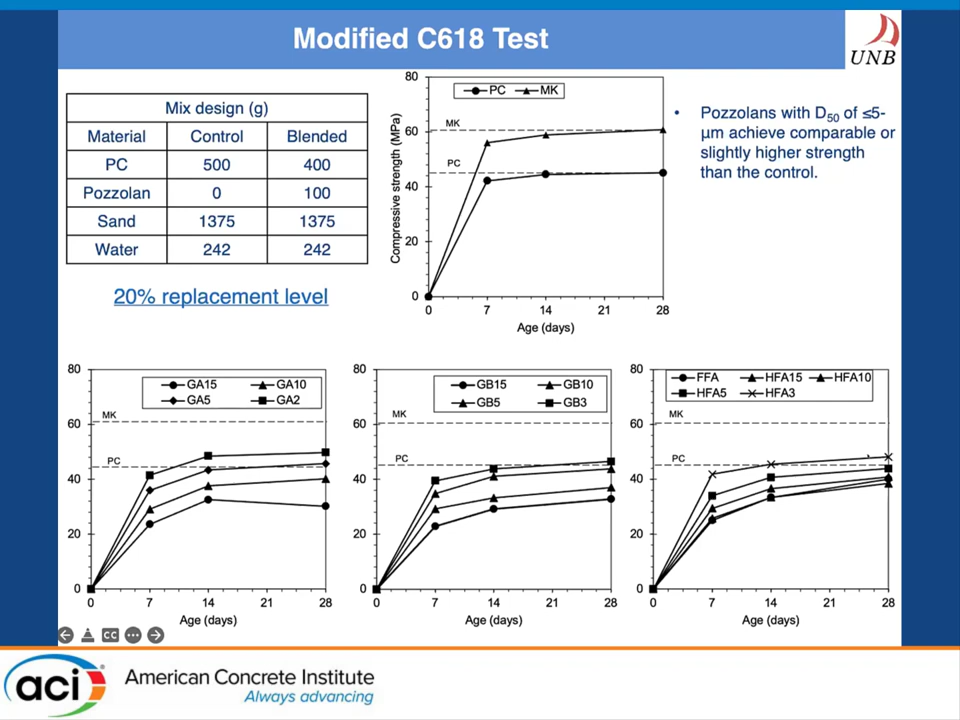 Modified C618 Test
UNB
Mix design (g)
Material Control Blended
PC 500 400
Pozzolan 0 100
Sand 1375 1375
Water 242 242
20% replacement level
80
60
40
20
0
Compressive strength (MPa)
PC MK
MK
PC
0 7 14 21 28
Age (days)
• Pozzolans with D50 of ≤5-
µm achieve comparable or
slightly higher strength
than the control.
80
60
40
20
0
GA15 GA10
GA5 GA2
MK
PC
0 7 14 21 28
Age (days)
80
60
40
20
0
GB15 GB10
GB5 GB3
MK
PC
0 7 14 21 28
Age (days)
80
60
40
20
0
FFA HFA15 HFA10
HFA5 HFA3
MK
PC
0 7 14 21 28
Age (days)
CC
aci
American Concrete Institute
Always advancing